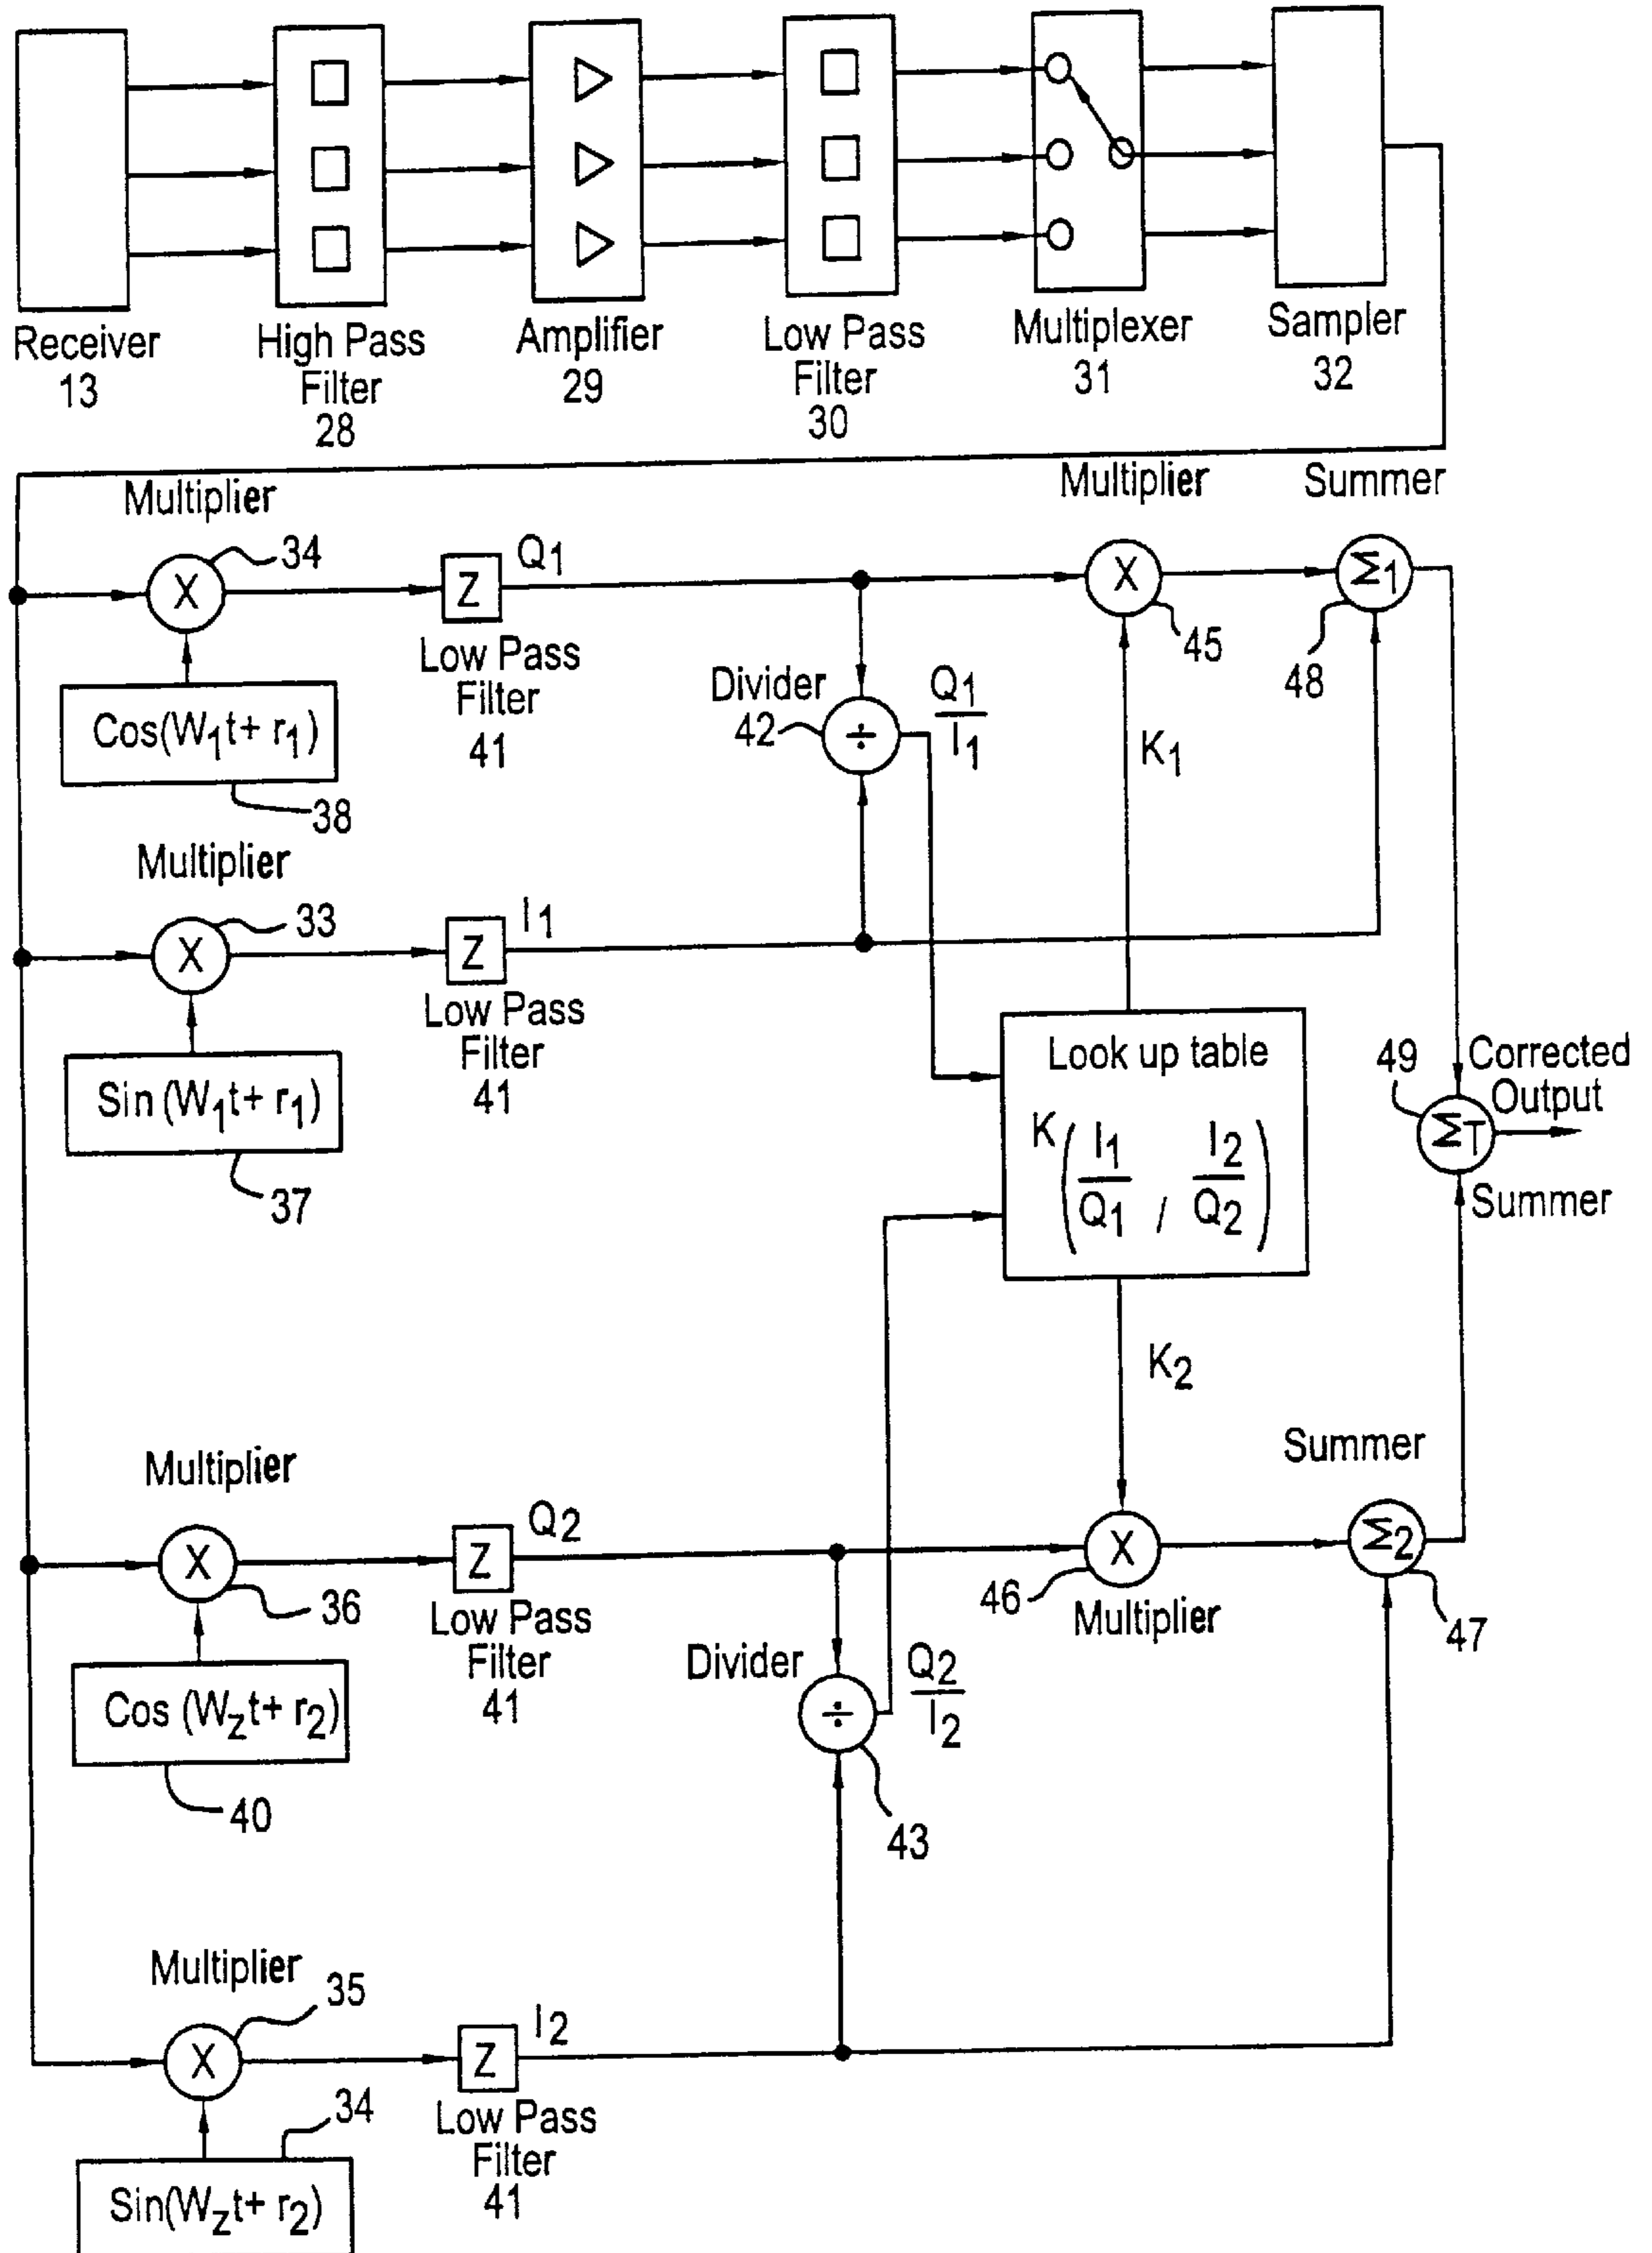 Receiver
13
High Pass
Filter
28
Amplifier
29
Low Pass
Filter
30
Multiplexer
31
Sampler
32
Multiplier
X
34
Cos(W1t+ r1)
38
Z
Q1
Low Pass
Filter
41
Divider
42
÷
Q1
I1
Multiplier
X
45
K1
Summer
Σ1
48
Multiplier
X
33
Sin (W1t+ r1)
37
Z
I1
Low Pass
Filter
41
Look up table
K ( I1 / Q1 , I2 / Q2 )
49
ΣT
Corrected
Output
Summer
K2
Multiplier
X
36
Cos (Wzt+ r2)
40
Z
Q2
Low Pass
Filter
41
Divider
÷
43
Q2
I2
X
46
Multiplier
Summer
Σ2
47
Multiplier
X
35
34
Sin(Wzt+ r2)
Z
I2
Low Pass
Filter
41